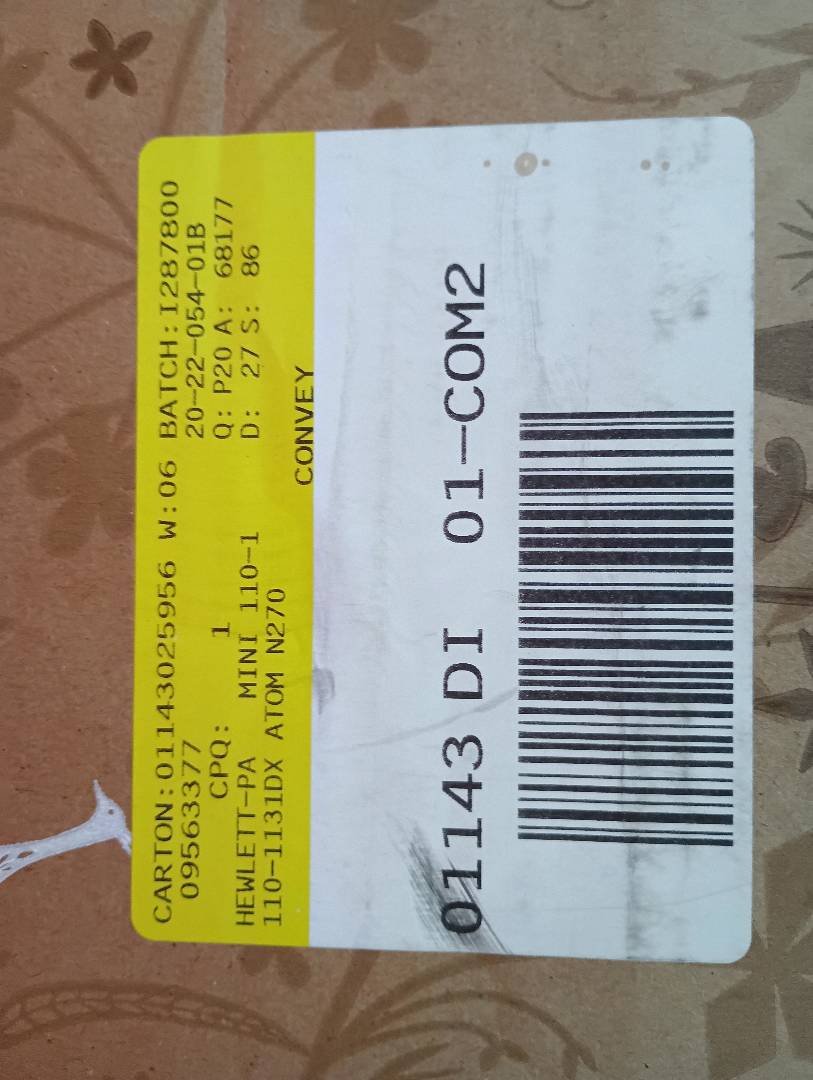 CARTON:01143025956 W:06 BATCH:I287800
09563377 20-22-054-01B
CPQ: 1 Q: P20 A: 68177
HEWLETT-PA MINI 110-1 D: 27 S: 86
110-1131DX ATOM N270
CONVEY
01143 DI 01-COM2